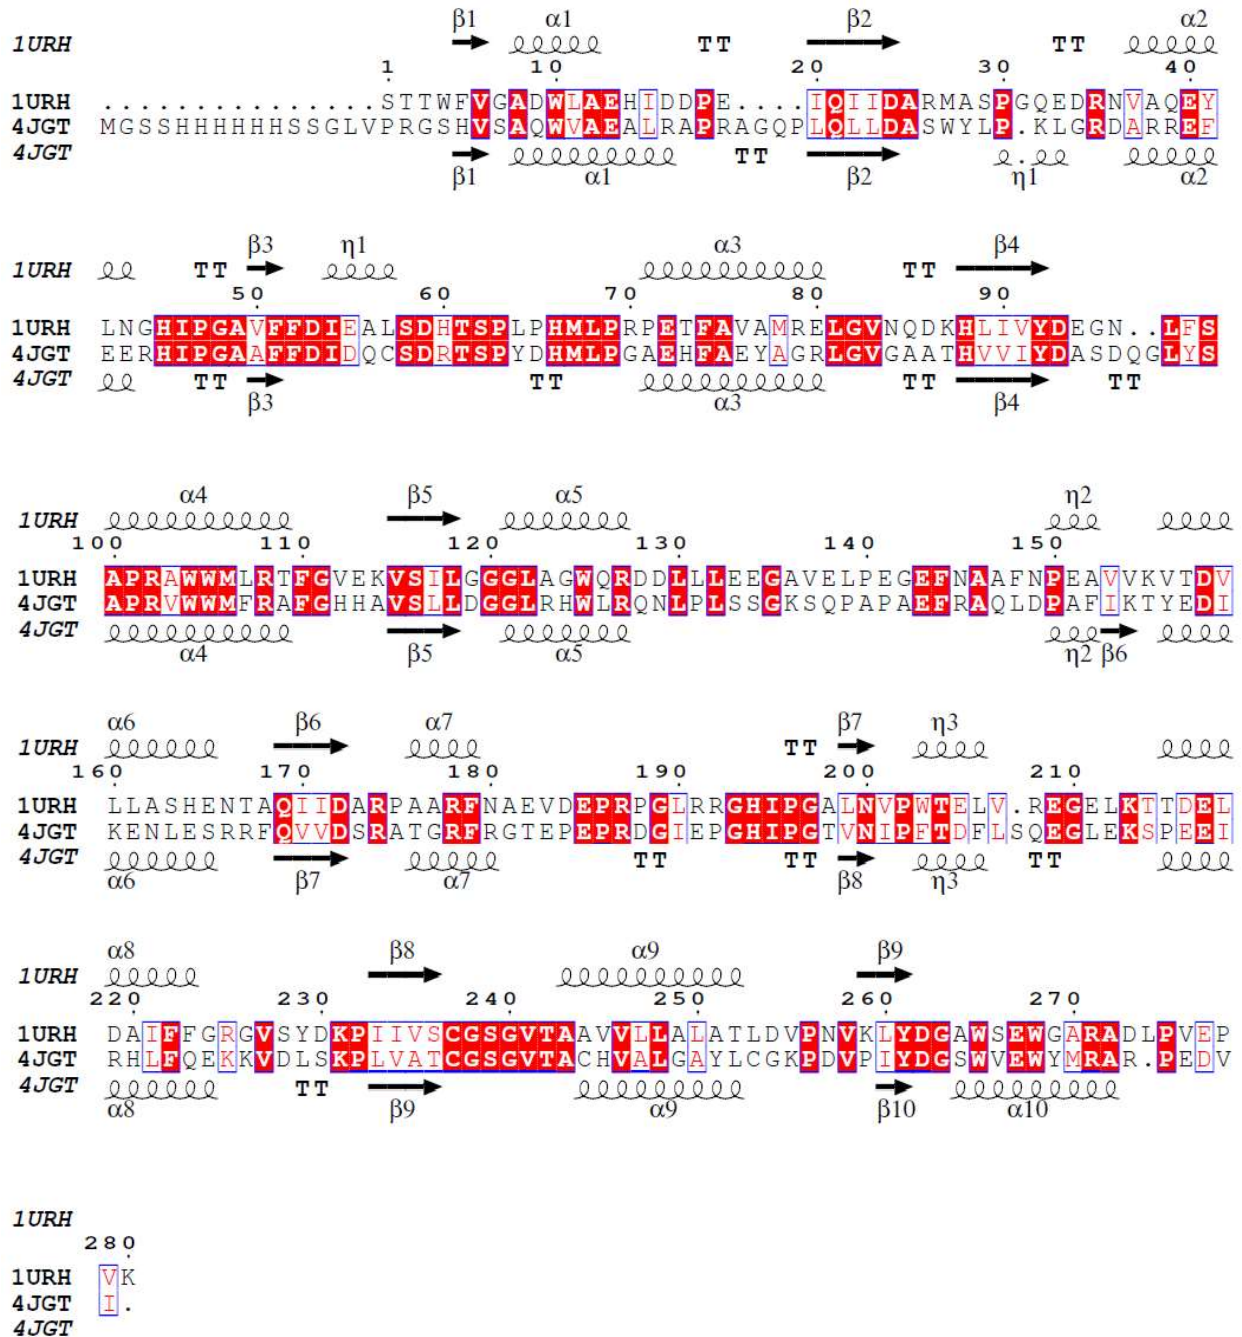 β1 α1 β2 α2
1URH TT TT
1 10 20 30 40
1URH ...............STTWFVGADWLAEHIDDPE....IQIIDARMASPGQEDRNVAQEY
4JGT MGSSHHHHHHSSGLVPRGSHVSAQWVAEALRAPRAGQPLQLLDASWYLP.KLGRDARREF
4JGT TT .
β1 α1 β2 η1 α2
β3 η1 α3 β4
1URH TT TT
50 60 70 80 90
1URH LNGHIPGAVFFDIEALSDHTSPLPHMLPRPETFAVAMRELGVNQDKHLIVYDEGN..LFS
4JGT EERHIPGAAFFDIDQCSDRTSPYDHMLPGAEHFAEYAGRLGVGAATHVVIYDASDQGLYS
4JGT TT TT TT TT
β3 α3 β4
α4 β5 α5 η2
1URH
100 110 120 130 140 150
1URH APRAWWMLRTFGVEKVSILGGGLAGWQRDDLLLEEGAVELPEGEFNAAFNPEAVVKVTDV
4JGT APRVWWMFRAFGHHAVSLLDGGLRHWLRQNLPLSSGKSQPAPAEFRAQLDPAFIKTYEDI
4JGT
α4 β5 α5 η2 β6
α6 β6 α7 β7 η3
1URH TT
160 170 180 190 200 210
1URH LLASHENTAQIIDARPAARFNAEVDEPRPGLRRGHIPGALNVPWTELV.REGELKTTDEL
4JGT KENLESRRFQVVDSRATGRFRGTEPEPRDGIEPGHIPGTVNIPFTDFLSQEGLEKSPEEI
4JGT TT TT TT
α6 β7 α7 β8 η3
α8 β8 α9 β9
1URH
220 230 240 250 260 270
1URH DAIFFGRGVSYDKPIIVSCGSGVTAAVVLLALATLDVPNVKLYDGAWSEWGARADLPVEP
4JGT RHLFQEKKVDLSKPLVATCGSGVTACHVALGAYLCGKPDVPIYDGSWVEWYMRAR.PEDV
4JGT TT
α8 β9 α9 β10 α10
1URH
280
1URH VK
4JGT I.
4JGT